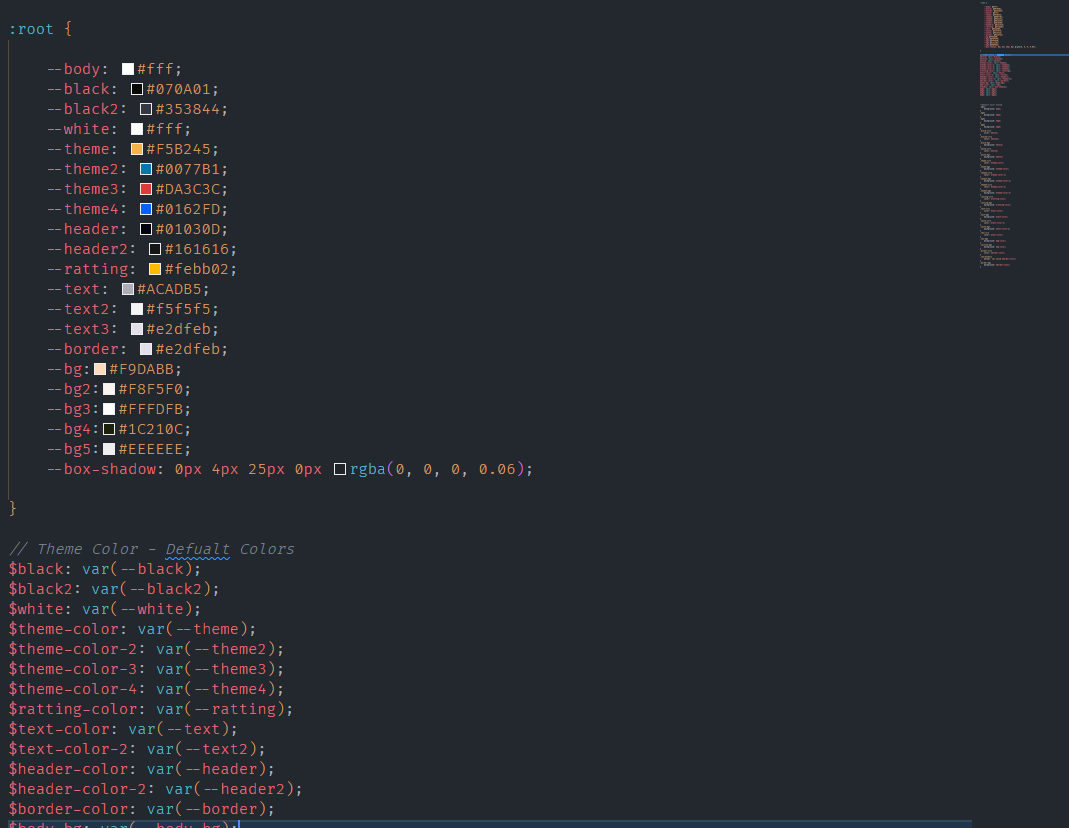 :root {
--body: #fff;
--black: #070A01;
--black2: #353844;
--white: #fff;
--theme: #F5B245;
--theme2: #0077B1;
--theme3: #DA3C3C;
--theme4: #0162FD;
--header: #01030D;
--header2: #161616;
--ratting: #febb02;
--text: #ACADB5;
--text2: #f5f5f5;
--text3: #e2dfeb;
--border: #e2dfeb;
--bg: #F9DABB;
--bg2: #F8F5F0;
--bg3: #FFFDFB;
--bg4: #1C210C;
--bg5: #EEEEEE;
--box-shadow: 0px 4px 25px 0px rgba(0, 0, 0, 0.06);
}
// Theme Color - Defualt Colors
$black: var(--black);
$black2: var(--black2);
$white: var(--white);
$theme-color: var(--theme);
$theme-color-2: var(--theme2);
$theme-color-3: var(--theme3);
$theme-color-4: var(--theme4);
$ratting-color: var(--ratting);
$text-color: var(--text);
$text-color-2: var(--text2);
$header-color: var(--header);
$header-color-2: var(--header2);
$border-color: var(--border);
$body-bg: var(--body-bg);